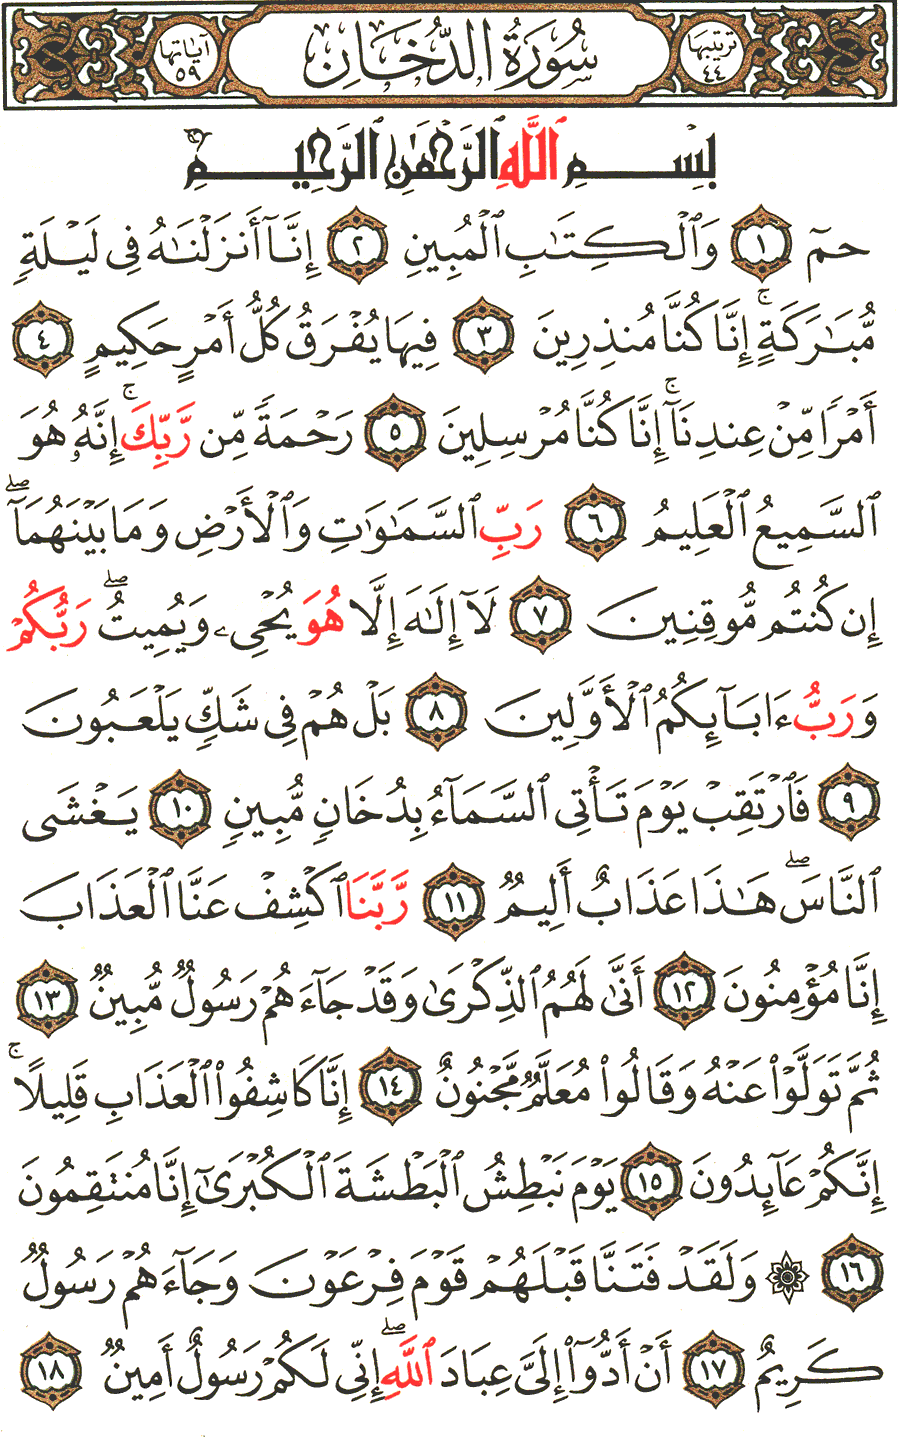 ترتيبها ٤٤ سُورَةُ الدُّخَانِ آياتها ٥٩
بِسْمِ ٱللَّهِ ٱلرَّحْمَٰنِ ٱلرَّحِيمِ
حمٓ ١ وَٱلْكِتَٰبِ ٱلْمُبِينِ ٢ إِنَّآ أَنزَلْنَٰهُ فِى لَيْلَةٍ
مُّبَٰرَكَةٍ ۚ إِنَّا كُنَّا مُنذِرِينَ ٣ فِيهَا يُفْرَقُ كُلُّ أَمْرٍ حَكِيمٍ ٤
أَمْرًا مِّنْ عِندِنَآ ۚ إِنَّا كُنَّا مُرْسِلِينَ ٥ رَحْمَةً مِّن رَّبِّكَ ۚ إِنَّهُۥ هُوَ
ٱلسَّمِيعُ ٱلْعَلِيمُ ٦ رَبِّ ٱلسَّمَٰوَٰتِ وَٱلْأَرْضِ وَمَا بَيْنَهُمَآ ۖ
إِن كُنتُم مُّوقِنِينَ ٧ لَآ إِلَٰهَ إِلَّا هُوَ يُحْىِۦ وَيُمِيتُ ۖ رَبُّكُمْ
وَرَبُّ ءَابَآئِكُمُ ٱلْأَوَّلِينَ ٨ بَلْ هُمْ فِى شَكٍّ يَلْعَبُونَ
٩ فَٱرْتَقِبْ يَوْمَ تَأْتِى ٱلسَّمَآءُ بِدُخَانٍ مُّبِينٍ ١٠ يَغْشَى
ٱلنَّاسَ ۖ هَٰذَا عَذَابٌ أَلِيمٌ ١١ رَّبَّنَا ٱكْشِفْ عَنَّا ٱلْعَذَابَ
إِنَّا مُؤْمِنُونَ ١٢ أَنَّىٰ لَهُمُ ٱلذِّكْرَىٰ وَقَدْ جَآءَهُمْ رَسُولٌ مُّبِينٌ ١٣
ثُمَّ تَوَلَّوْا۟ عَنْهُ وَقَالُوا۟ مُعَلَّمٌ مَّجْنُونٌ ١٤ إِنَّا كَاشِفُوا۟ ٱلْعَذَابِ قَلِيلًا ۚ
إِنَّكُمْ عَآئِدُونَ ١٥ يَوْمَ نَبْطِشُ ٱلْبَطْشَةَ ٱلْكُبْرَىٰٓ إِنَّا مُنتَقِمُونَ
١٦ ۞ وَلَقَدْ فَتَنَّا قَبْلَهُمْ قَوْمَ فِرْعَوْنَ وَجَآءَهُمْ رَسُولٌ
كَرِيمٌ ١٧ أَنْ أَدُّوٓا۟ إِلَىَّ عِبَادَ ٱللَّهِ ۖ إِنِّى لَكُمْ رَسُولٌ أَمِينٌ ١٨